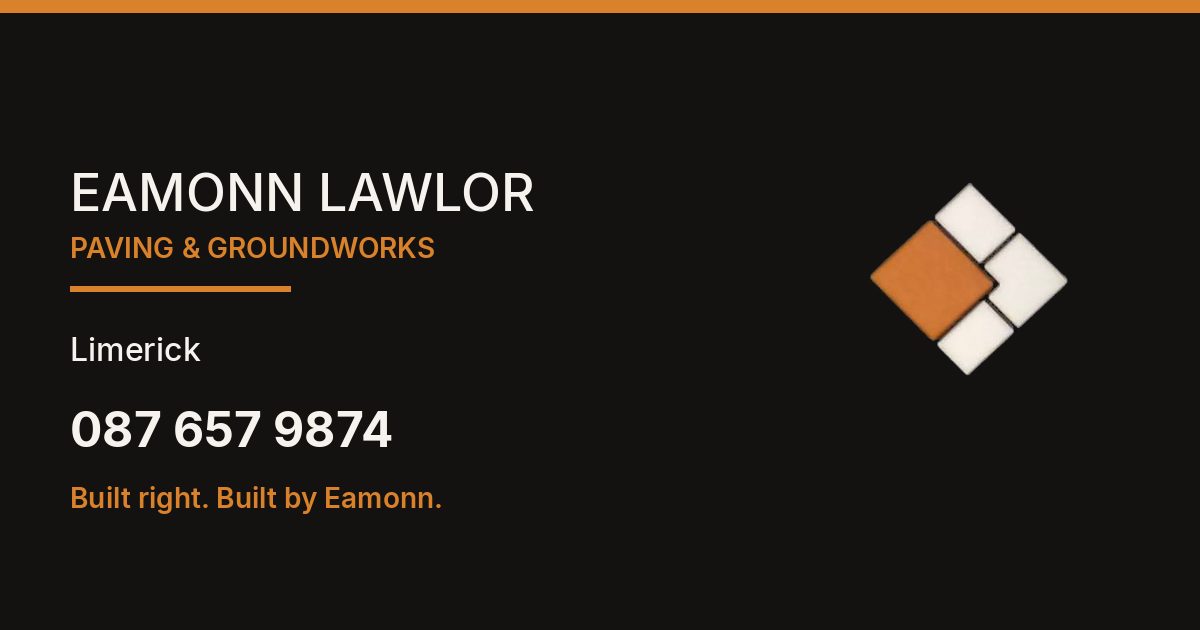 EAMONN LAWLOR
PAVING & GROUNDWORKS
Limerick
087 657 9874
Built right. Built by Eamonn.